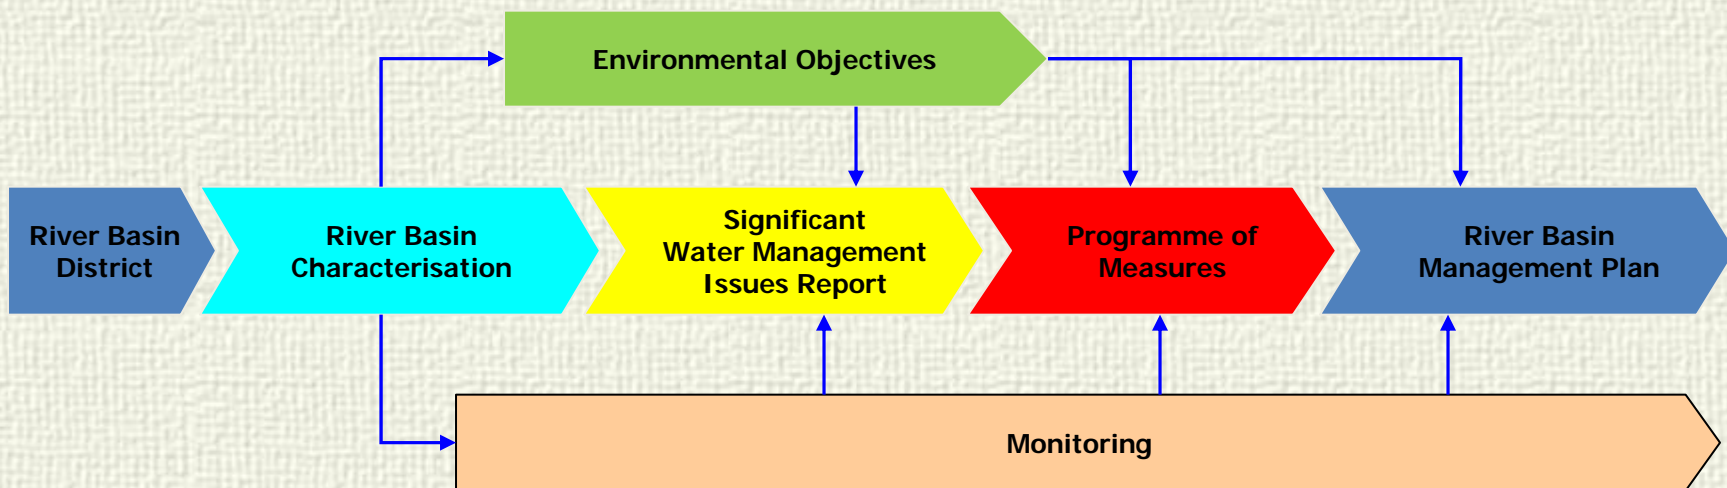 Environmental Objectives
River Basin
District
River Basin
Characterisation
Significant
Water Management
Issues Report
Programme of
Measures
River Basin
Management Plan
Monitoring